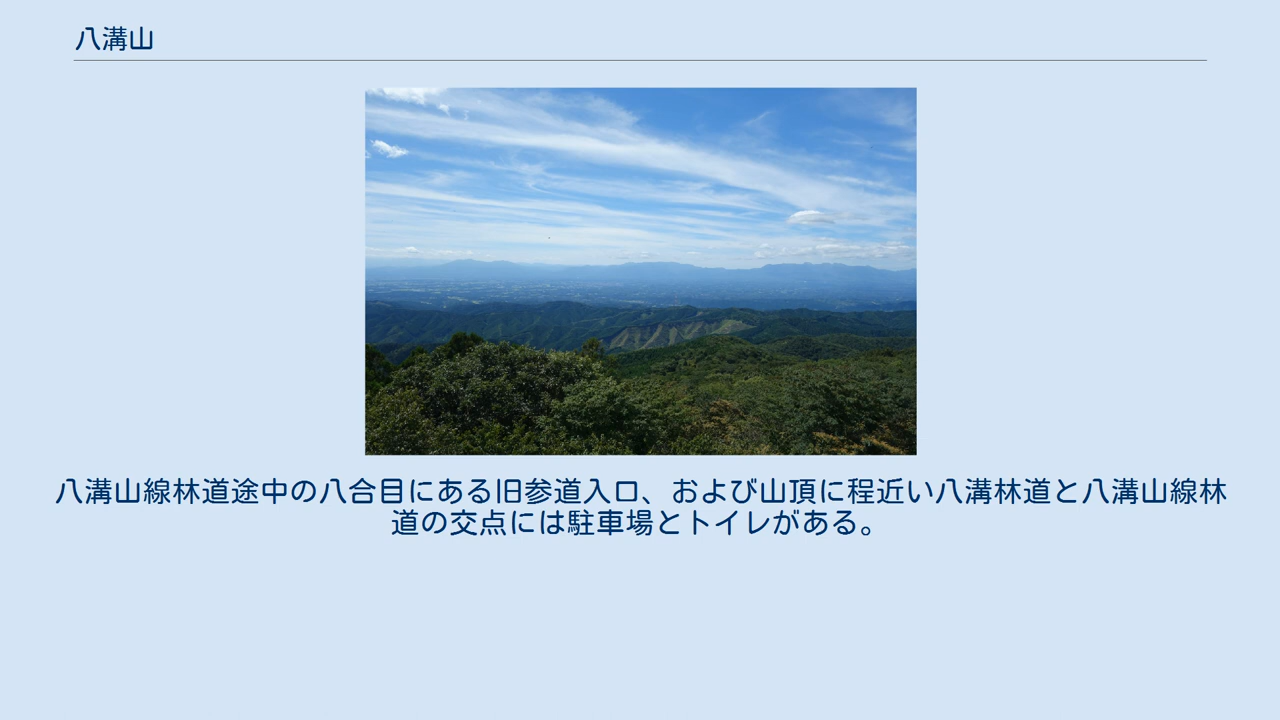 八溝山
八溝山線林道途中の八合目にある旧参道入口、および山頂に程近い八溝林道と八溝山線林
道の交点には駐車場とトイレがある。